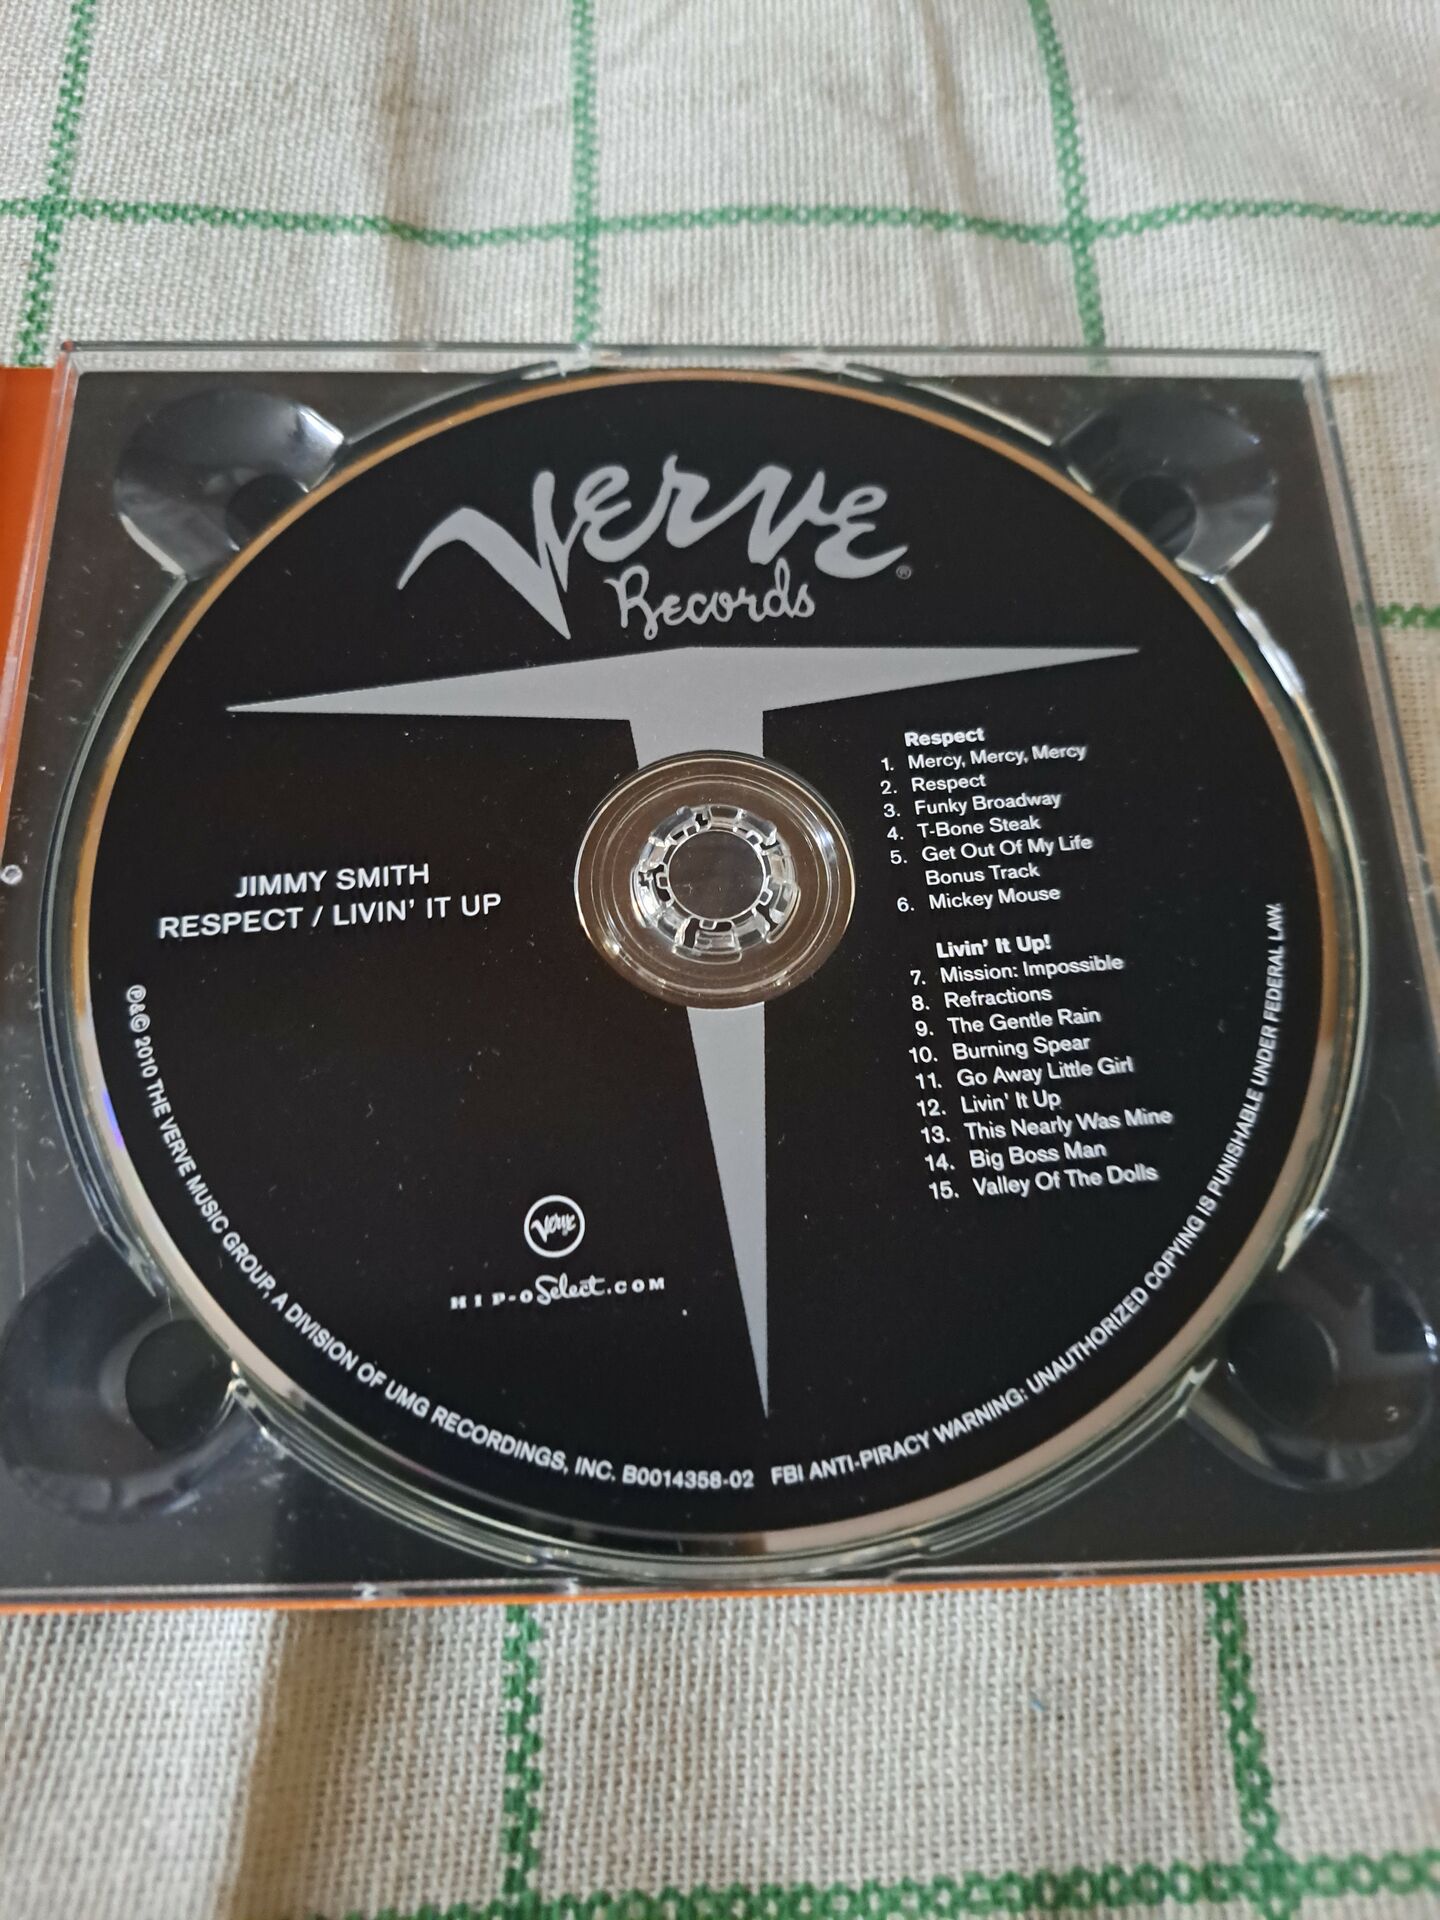 Verve
Records®
JIMMY SMITH
RESPECT / LIVIN' IT UP
Respect
1. Mercy, Mercy, Mercy
2. Respect
3. Funky Broadway
4. T-Bone Steak
5. Get Out Of My Life
Bonus Track
6. Mickey Mouse
Livin' It Up!
7. Mission: Impossible
8. Refractions
9. The Gentle Rain
10. Burning Spear
11. Go Away Little Girl
12. Livin' It Up
13. This Nearly Was Mine
14. Big Boss Man
15. Valley Of The Dolls
Verve
HIP-O Select.COM
℗&© 2010 THE VERVE MUSIC GROUP, A DIVISION OF UMG RECORDINGS, INC. B0014358-02 FBI ANTI-PIRACY WARNING: UNAUTHORIZED COPYING IS PUNISHABLE UNDER FEDERAL LAW.